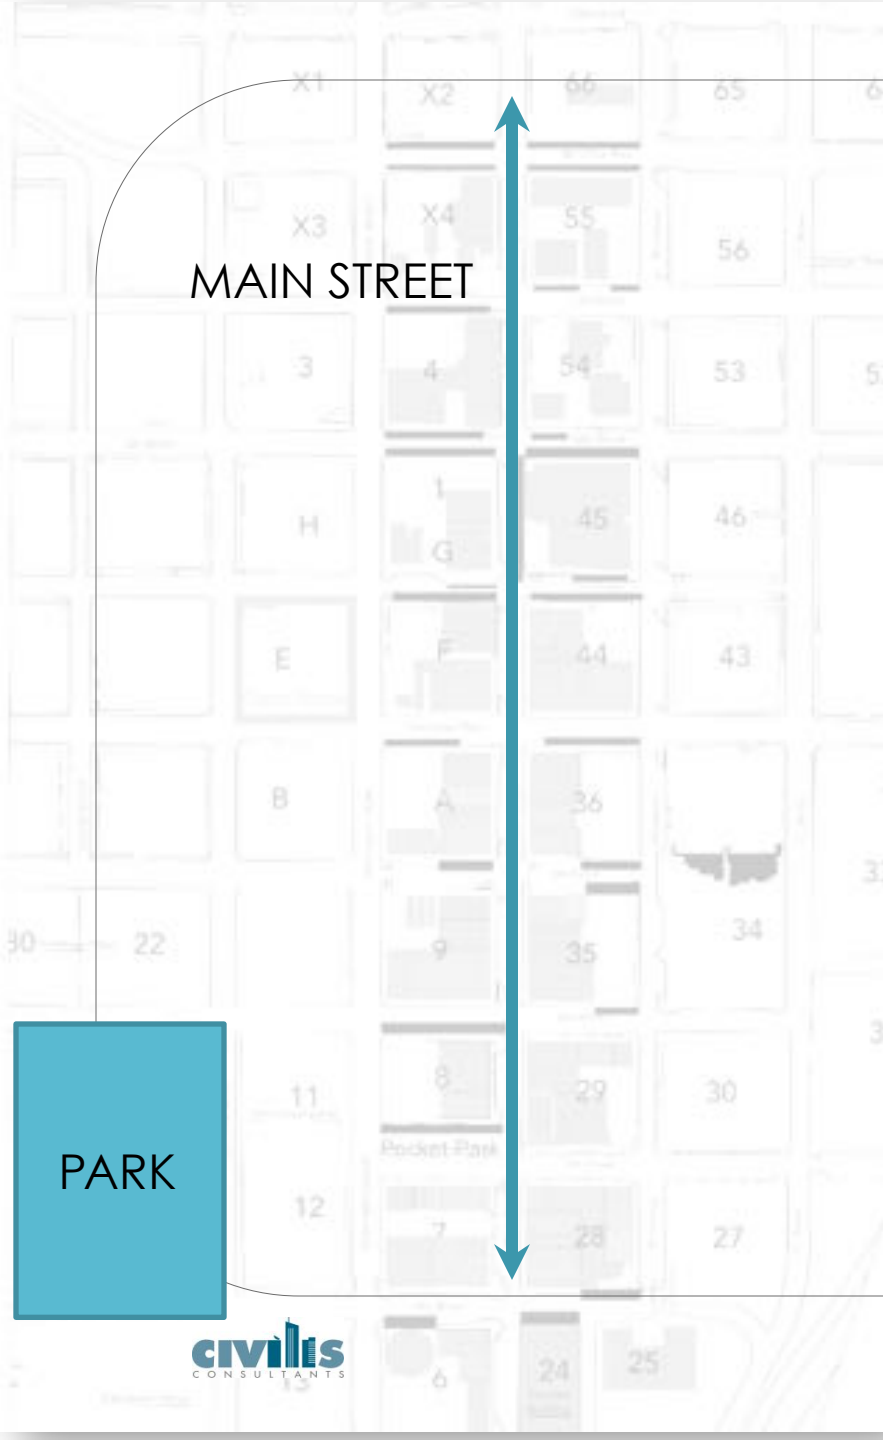 X1 X2 66 65
X3 X4 55 56
MAIN STREET
3 4 54 53
1
H G 45 46
E F 44 43
B A 36
22 9 35 34
11 8 29 30
Pocket Park
PARK
12 7 28 27
CIVILIS
CONSULTANTS
13 6 24 25